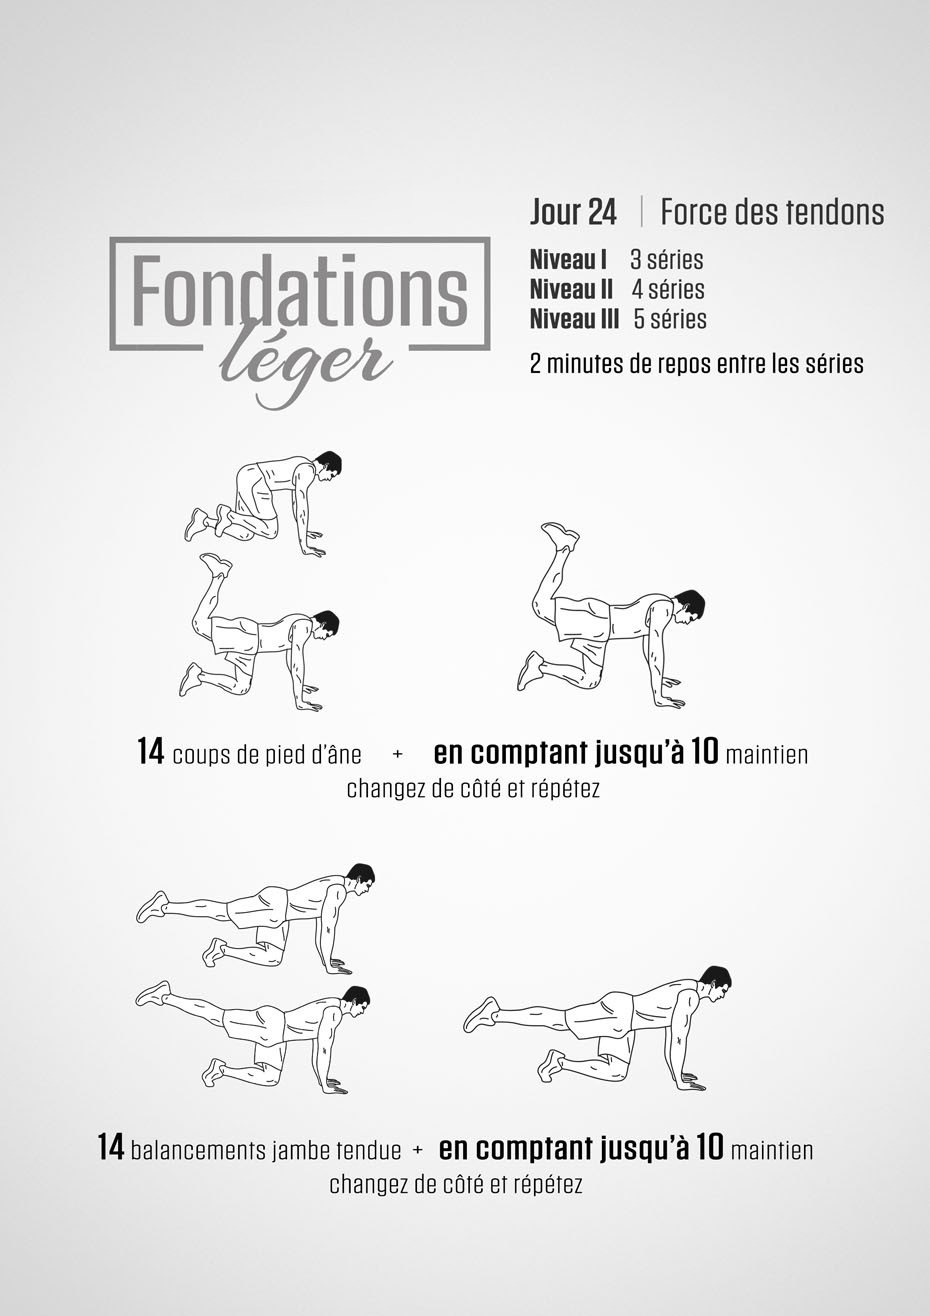 Fondations
léger
Jour 24 | Force des tendons
Niveau I 3 séries
Niveau II 4 séries
Niveau III 5 séries
2 minutes de repos entre les séries
14 coups de pied d'âne + en comptant jusqu'à 10 maintien
changez de côté et répétez
14 balancements jambe tendue + en comptant jusqu'à 10 maintien
changez de côté et répétez